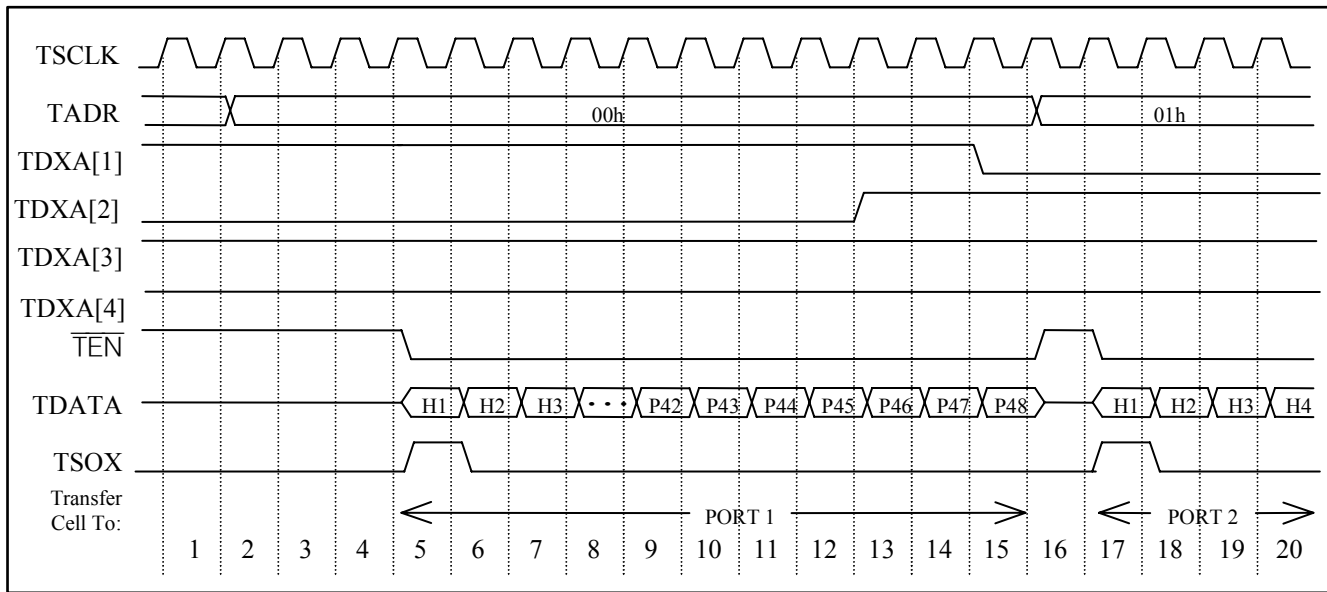 TSCLK
TADR 00h 01h
TDXA[1]
TDXA[2]
TDXA[3]
TDXA[4]
TEN
TDATA H1 H2 H3 ··· P42 P43 P44 P45 P46 P47 P48 H1 H2 H3 H4
TSOX
Transfer
Cell To: PORT 1 PORT 2
1 2 3 4 5 6 7 8 9 10 11 12 13 14 15 16 17 18 19 20